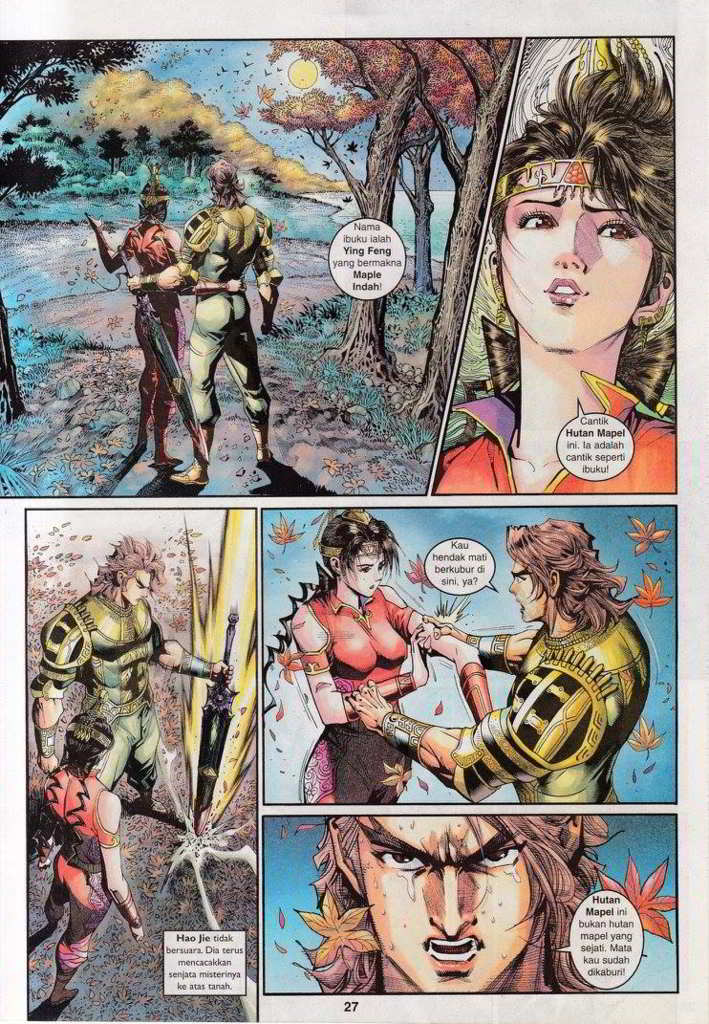 Nama
ibuku ialah
Ying Feng
yang bermakna
Maple
Indah!
Cantik
Hutan Mapel
ini. Ia adalah
cantik seperti
ibuku!
Hao Jie tidak
bersuara. Dia terus
mencacakkan
senjata misterinya
ke atas tanah.
Kau
hendak mati
berkubur di
sini, ya?
Hutan
Mapel ini
bukan hutan
mapel yang
sejati. Mata
kau sudah
dikaburi!
27